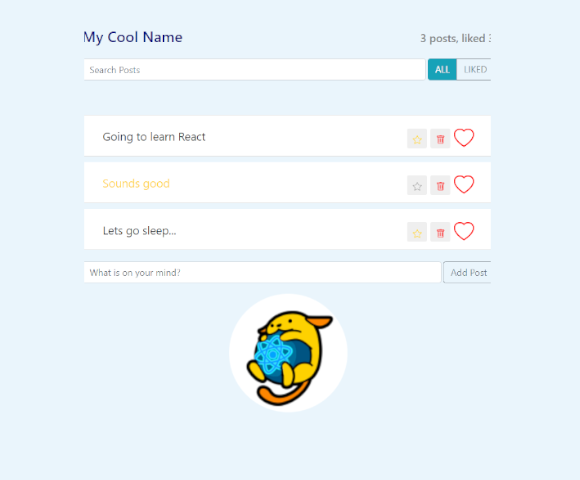 My Cool Name
3 posts, liked
Search Posts
ALL
LIKED
Going to learn React
Sounds good
Lets go sleep...
What is on your mind?
Add Post